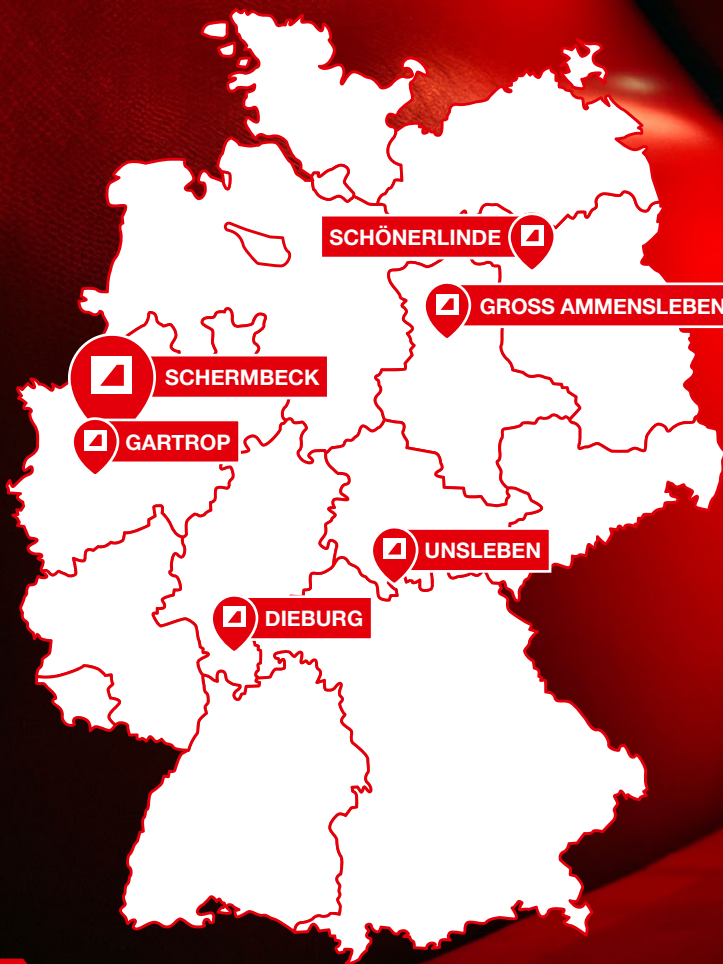 SCHÖNERLINDE
GROSS AMMENSLEBEN
SCHERMBECK
GARTROP
UNSLEBEN
DIEBURG